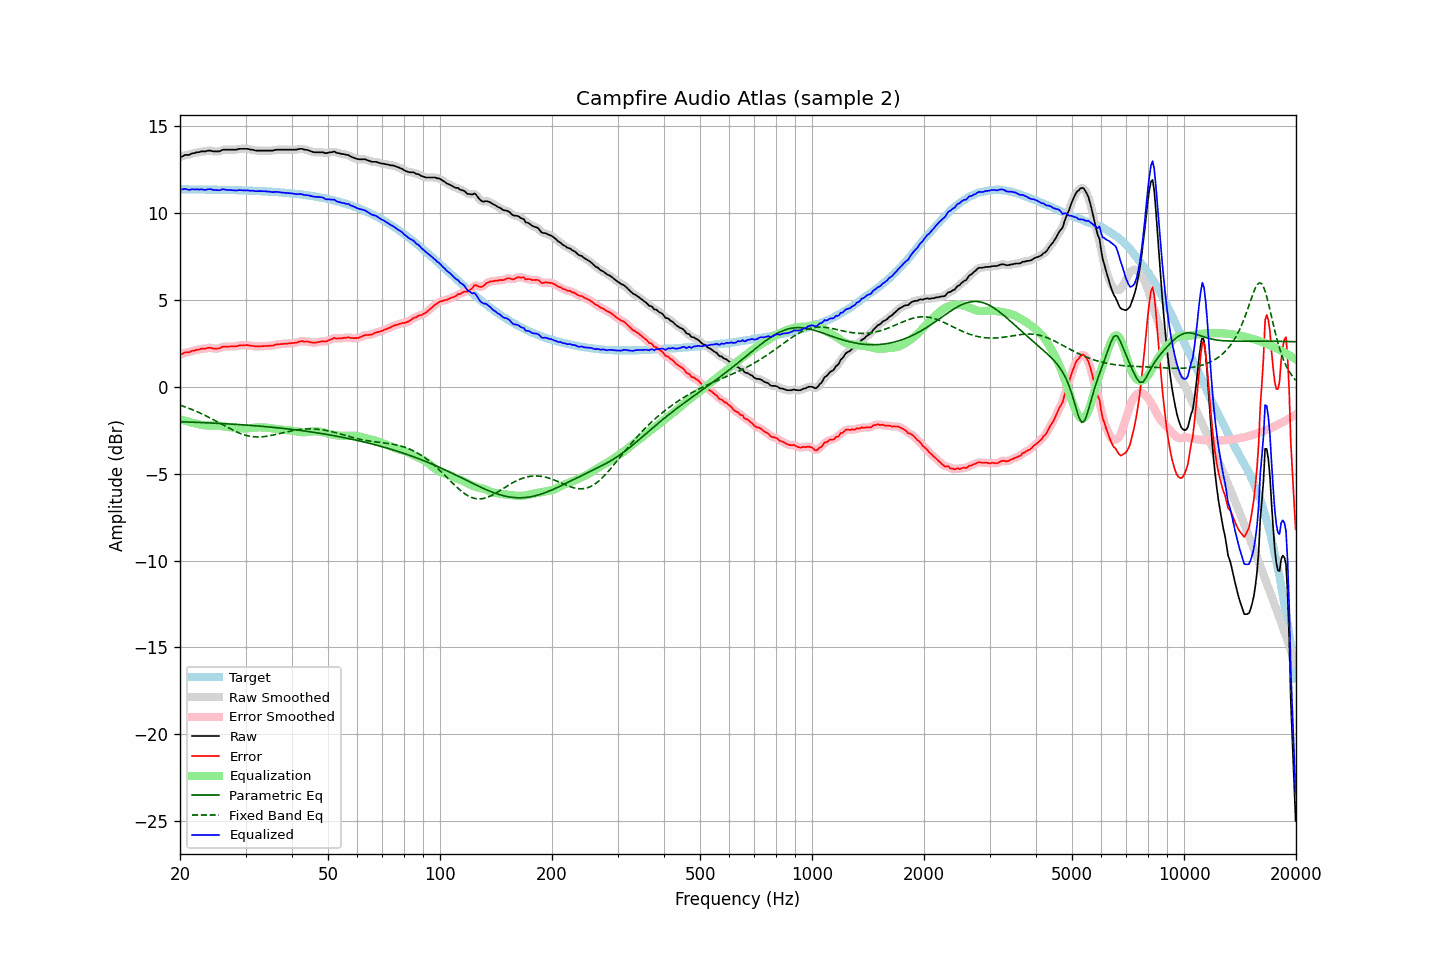 Campfire Audio Atlas (sample 2)
15
10
5
0
−5
−10
−15
−20
−25
Amplitude (dBr)
Target
Raw Smoothed
Error Smoothed
Raw
Error
Equalization
Parametric Eq
Fixed Band Eq
Equalized
20 50 100 200 500 1000 2000 5000 10000 20000
Frequency (Hz)